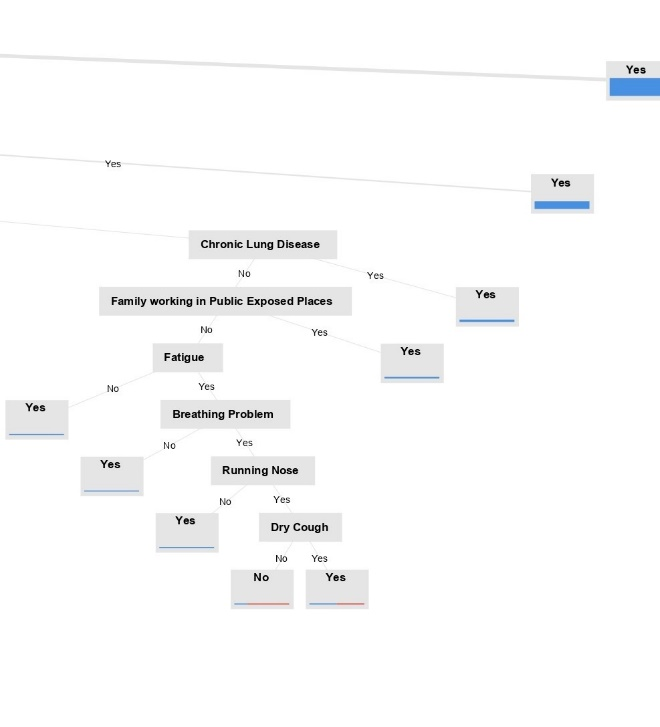 Yes
Yes
Yes
Chronic Lung Disease
No
Yes
Yes
Family working in Public Exposed Places
No
Yes
Yes
Fatigue
No
Yes
Yes
Breathing Problem
No
Yes
Yes
Running Nose
No
Yes
Yes
Dry Cough
No
Yes
No
Yes